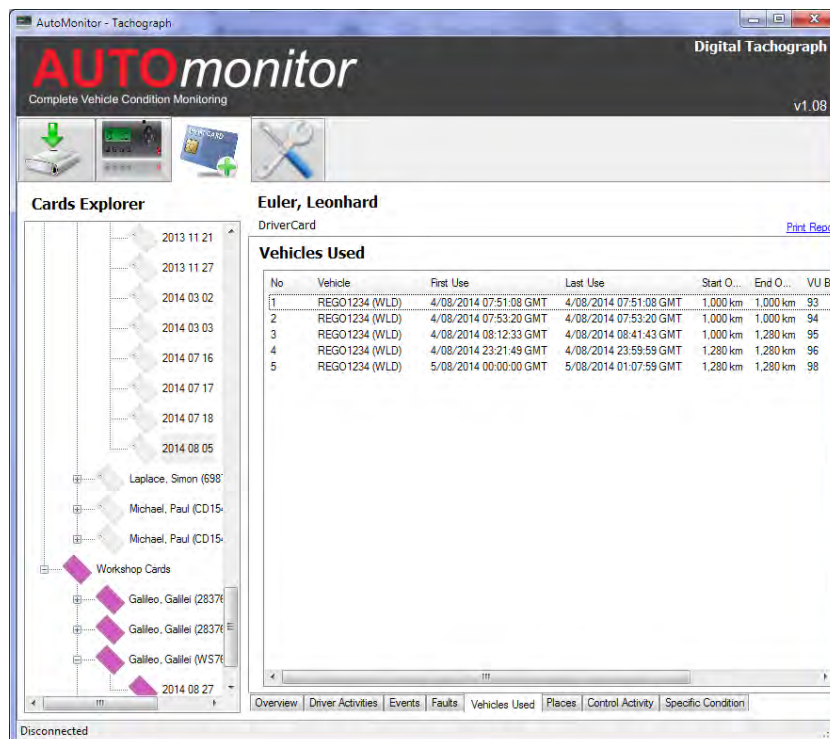 AutoMonitor - Tachograph
Digital Tachograph
AUTOmonitor
Complete Vehicle Condition Monitoring
v1.08
Cards Explorer
2013 11 21
2013 11 27
2014 03 02
2014 03 03
2014 07 16
2014 07 17
2014 07 18
2014 08 05
Laplace, Simon (698
Michael, Paul (CD15
Michael, Paul (CD15
Workshop Cards
Galileo, Galilei (2837
Galileo, Galilei (2837
Galileo, Galilei (WS7
2014 08 27
Euler, Leonhard
DriverCard
Print Repo
Vehicles Used
No Vehicle First Use Last Use Start O... End O... VU B
1 REGO1234 (WLD) 4/08/2014 07:51:08 GMT 4/08/2014 07:51:08 GMT 1,000 km 1,000 km 93
2 REGO1234 (WLD) 4/08/2014 07:53:20 GMT 4/08/2014 07:53:20 GMT 1,000 km 1,000 km 94
3 REGO1234 (WLD) 4/08/2014 08:12:33 GMT 4/08/2014 08:41:43 GMT 1,000 km 1,280 km 95
4 REGO1234 (WLD) 4/08/2014 23:21:49 GMT 4/08/2014 23:59:59 GMT 1,280 km 1,280 km 96
5 REGO1234 (WLD) 5/08/2014 00:00:00 GMT 5/08/2014 01:07:59 GMT 1,280 km 1,280 km 98
Overview Driver Activities Events Faults Vehicles Used Places Control Activity Specific Condition
Disconnected